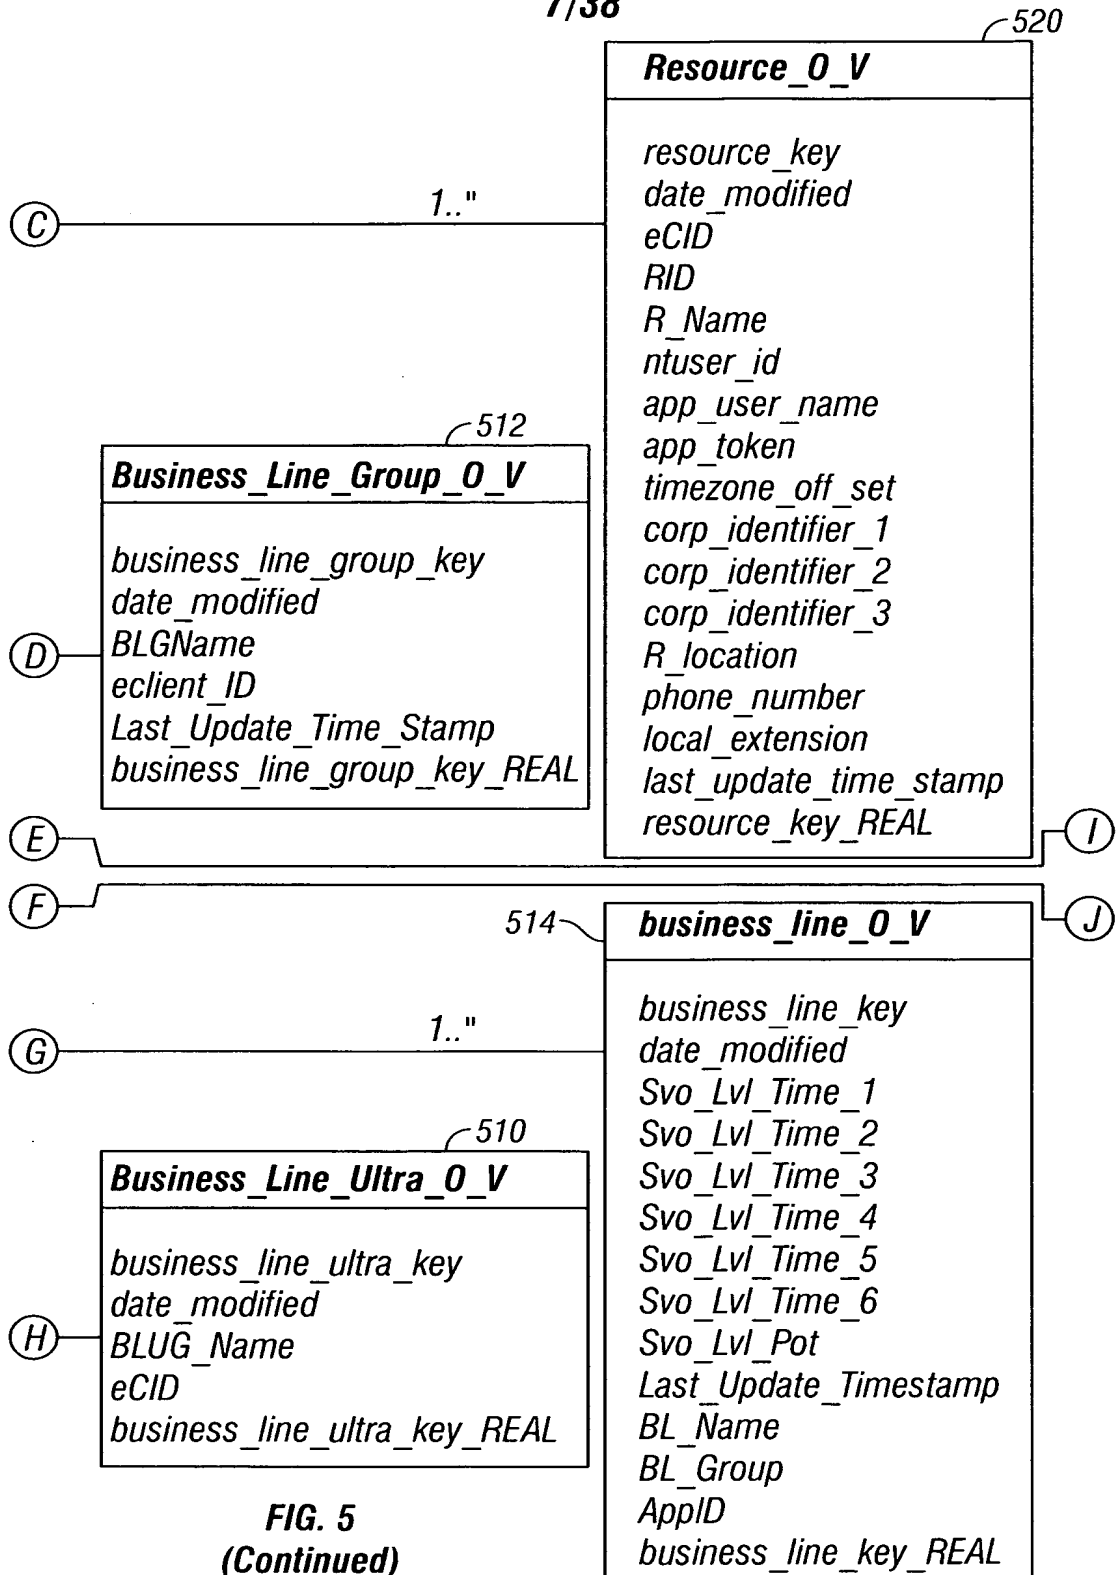 7/38
520
Resource_O_V
resource_key
date_modified
eCID
RID
R_Name
ntuser_id
app_user_name
app_token
timezone_off_set
corp_identifier_1
corp_identifier_2
corp_identifier_3
R_location
phone_number
local_extension
last_update_time_stamp
resource_key_REAL
C
1.."
512
Business_Line_Group_O_V
business_line_group_key
date_modified
BLGName
eclient_ID
Last_Update_Time_Stamp
business_line_group_key_REAL
D
E
I
F
J
514
business_line_O_V
business_line_key
date_modified
Svo_Lvl_Time_1
Svo_Lvl_Time_2
Svo_Lvl_Time_3
Svo_Lvl_Time_4
Svo_Lvl_Time_5
Svo_Lvl_Time_6
Svo_Lvl_Pot
Last_Update_Timestamp
BL_Name
BL_Group
AppID
business_line_key_REAL
G
1.."
510
Business_Line_Ultra_O_V
business_line_ultra_key
date_modified
BLUG_Name
eCID
business_line_ultra_key_REAL
H
FIG. 5
(Continued)